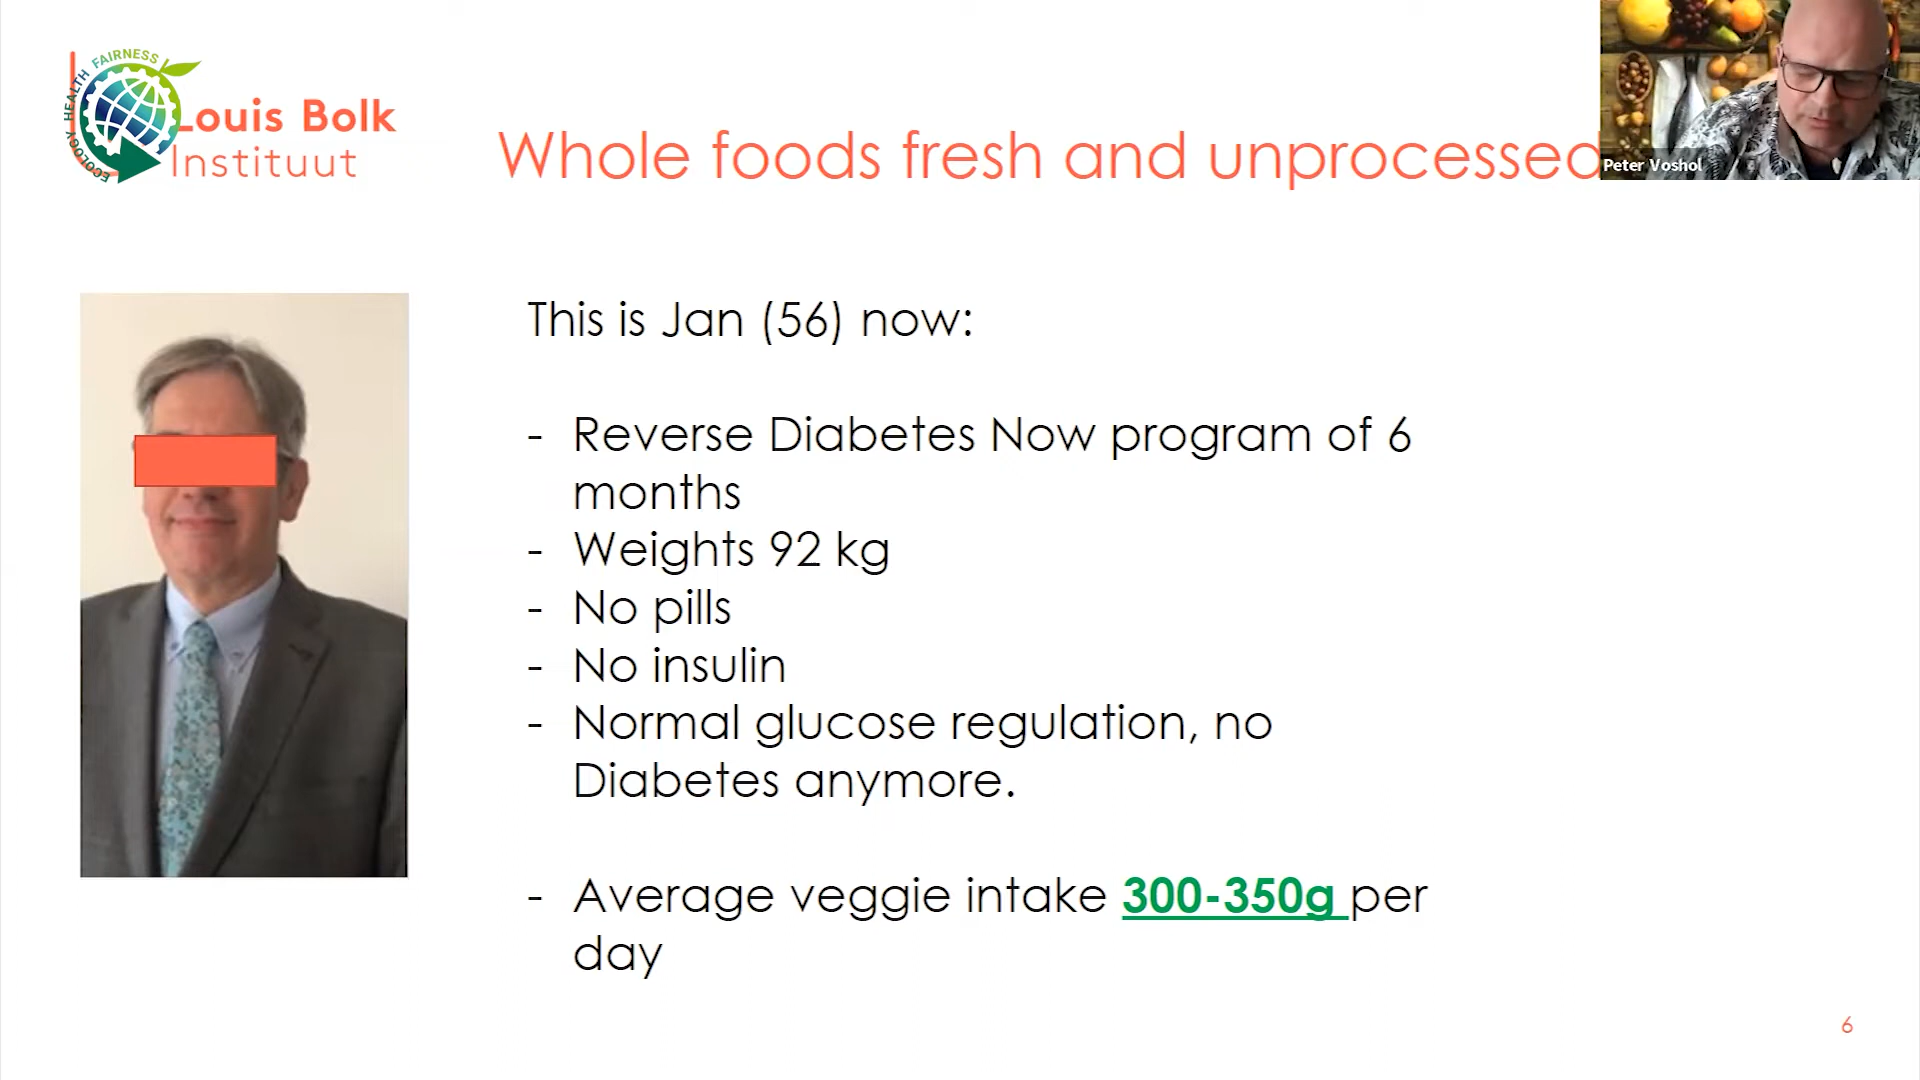 ECOLOGY HEALTH FAIRNESS
Louis Bolk
Instituut
Whole foods fresh and unprocessed
Peter Voshol
This is Jan (56) now:
- Reverse Diabetes Now program of 6
months
- Weights 92 kg
- No pills
- No insulin
- Normal glucose regulation, no
Diabetes anymore.
- Average veggie intake 300-350g per
day
6